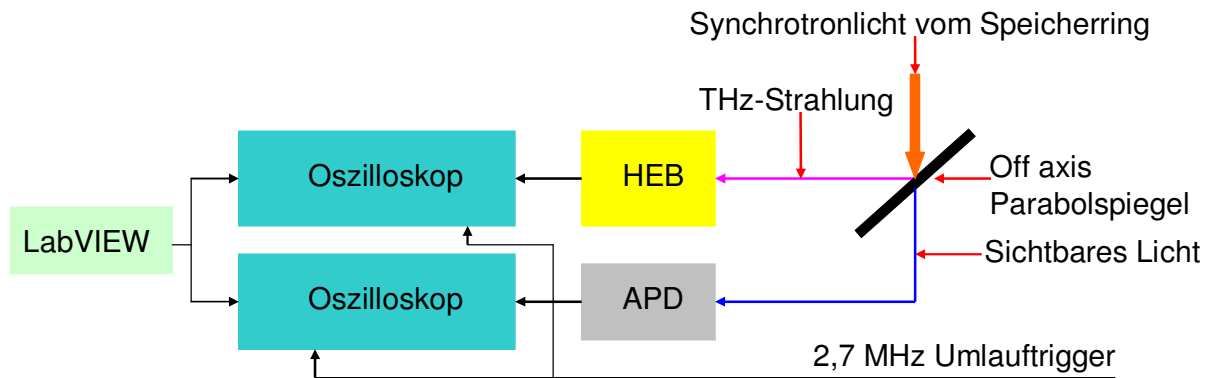 Synchrotronlicht vom Speicherring
THz-Strahlung
Oszilloskop
HEB
Off axis
Parabolspiegel
LabVIEW
Sichtbares Licht
Oszilloskop
APD
2,7 MHz Umlauftrigger